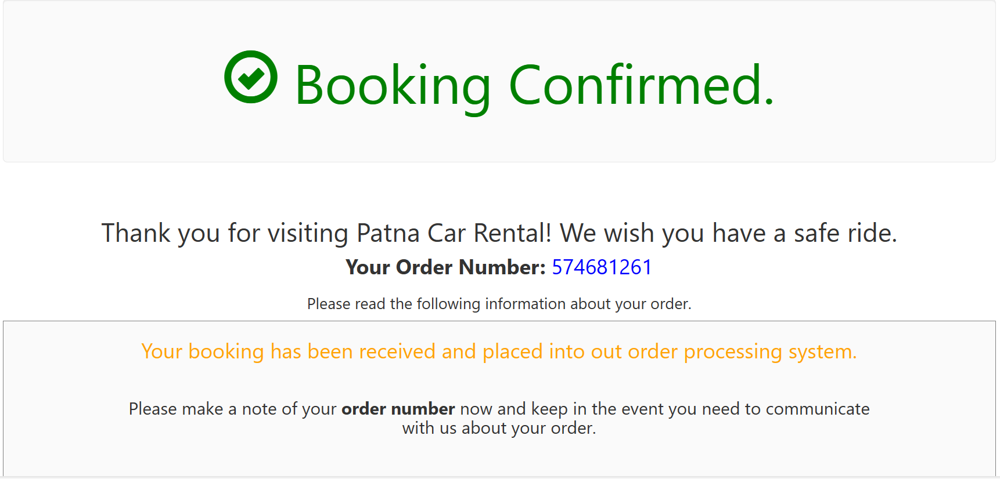 Booking Confirmed.
Thank you for visiting Patna Car Rental! We wish you have a safe ride.
Your Order Number: 574681261
Please read the following information about your order.
Your booking has been received and placed into out order processing system.
Please make a note of your order number now and keep in the event you need to communicate
with us about your order.